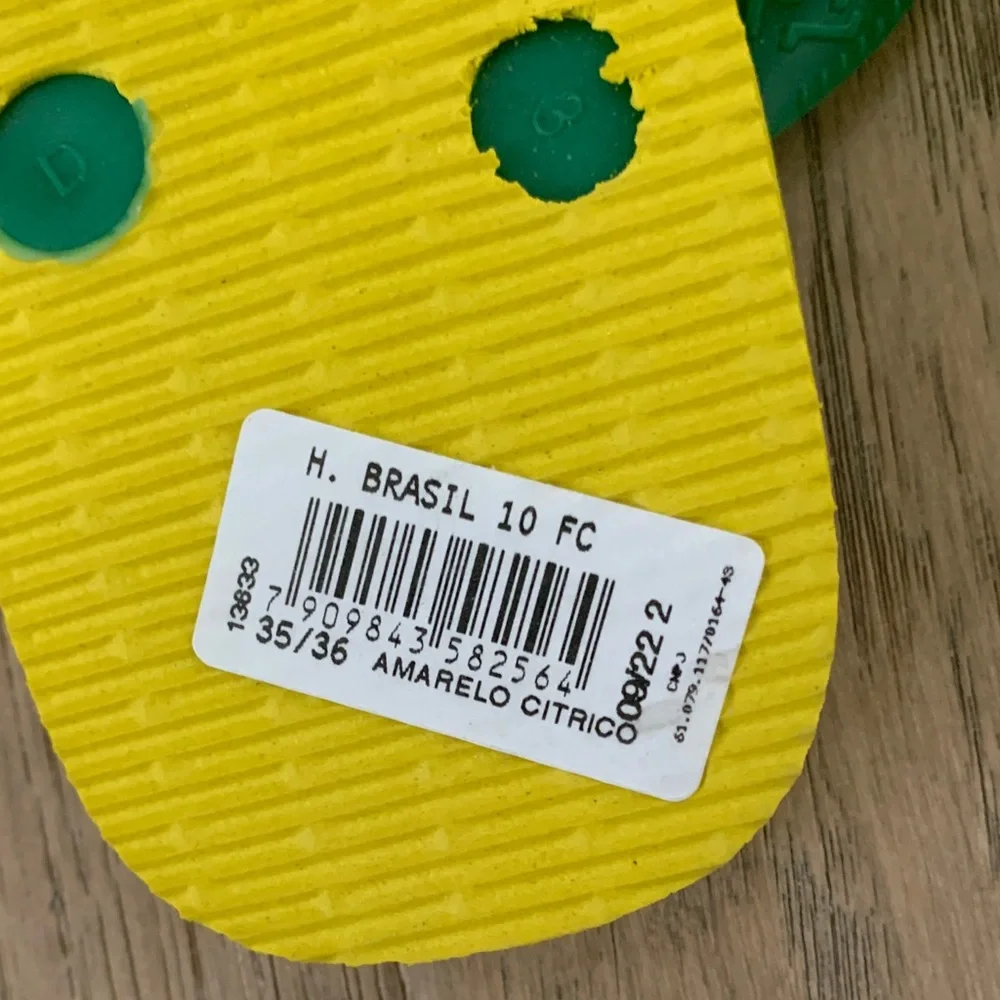 D
3
H. BRASIL 10 FC
13833
7 909843 582564
35/36 AMARELO CITRICO
09/22 2
CNPJ
61.079.117/0164-43